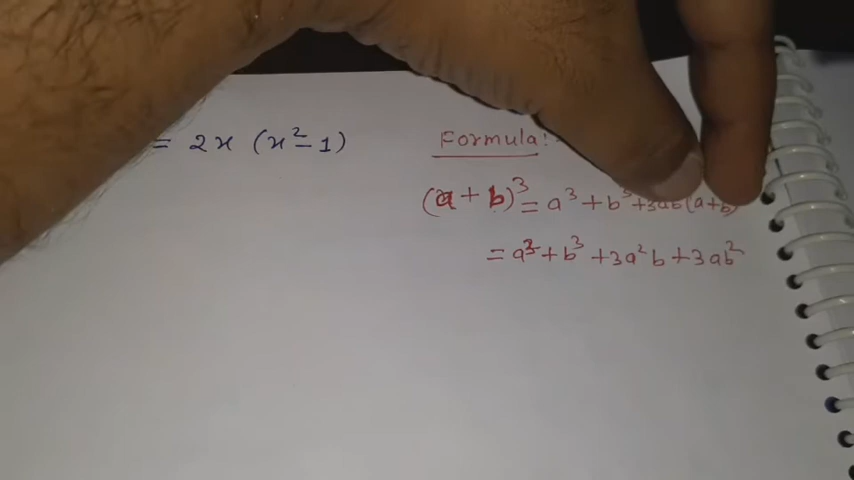 = 2x (x² - 1)
Formula:
(a + b)³ = a³ + b³ + 3ab(a+b)
= a³ + b³ + 3a²b + 3ab²